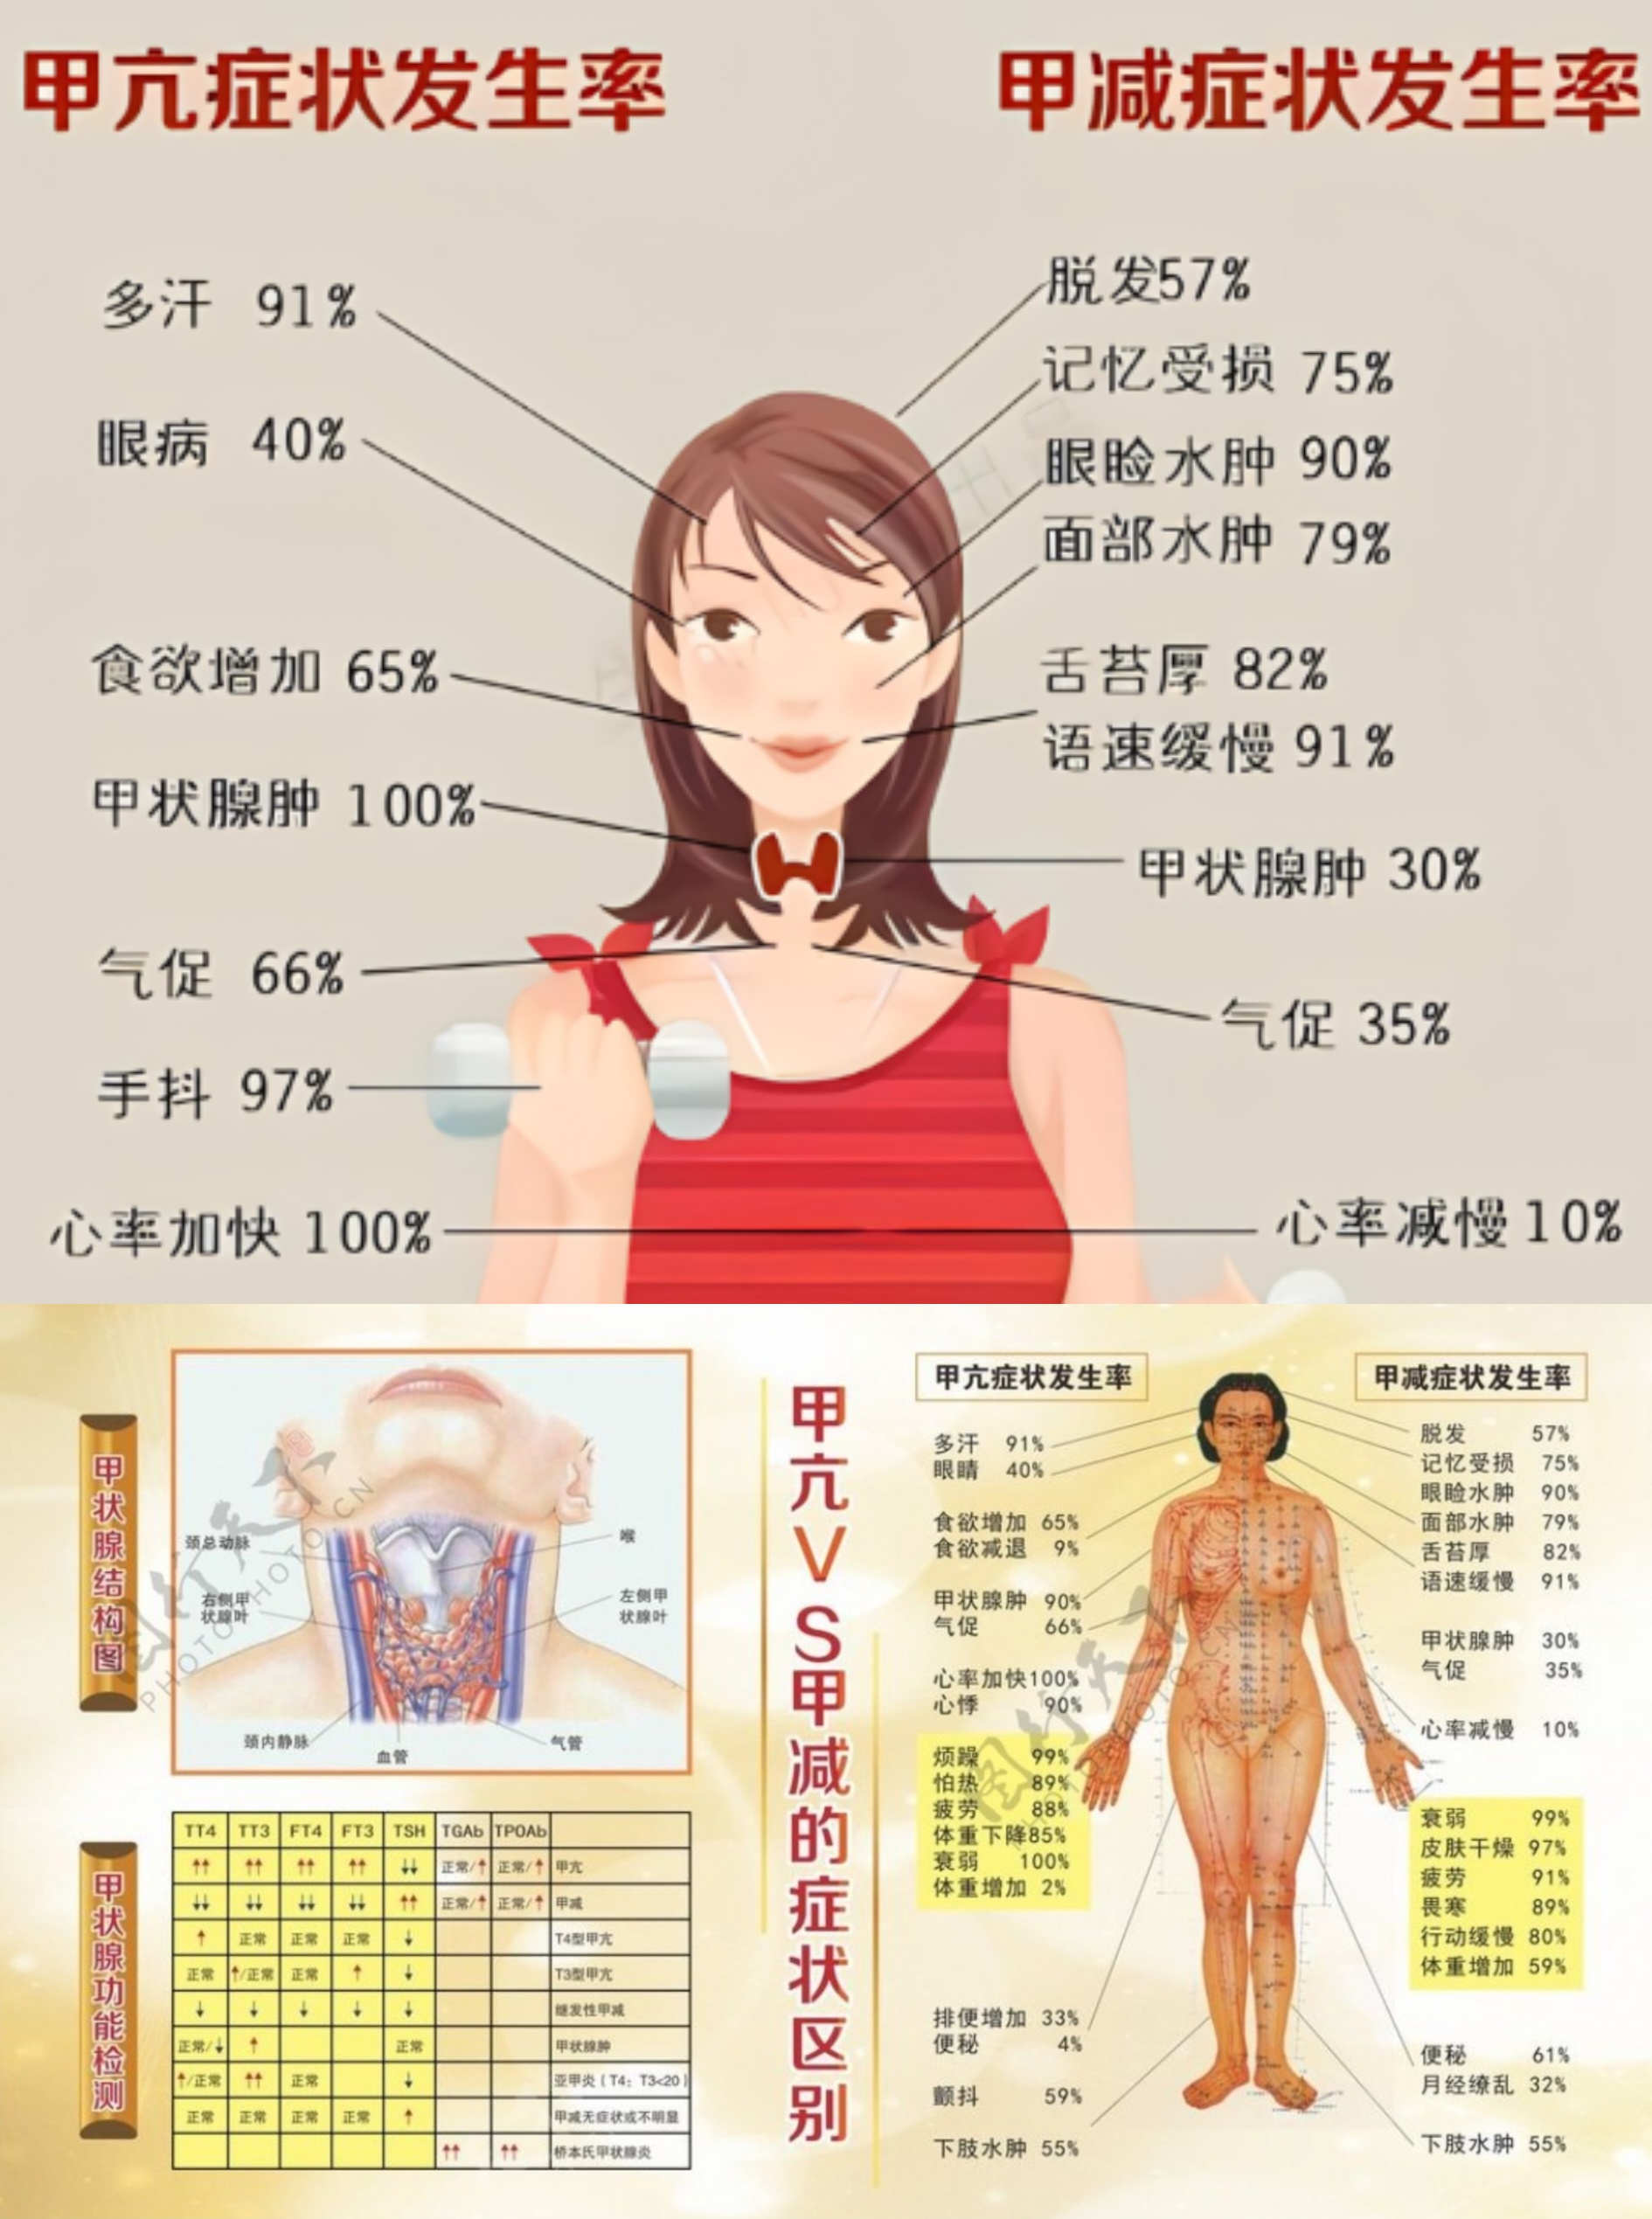 甲亢症状发生率
甲减症状发生率
多汗 91%
眼病 40%
食欲增加 65%
甲状腺肿 100%
气促 66%
手抖 97%
心率加快 100%
脱发57%
记忆受损 75%
眼睑水肿 90%
面部水肿 79%
舌苔厚 82%
语速缓慢 91%
甲状腺肿 30%
气促 35%
心率减慢 10%
甲状腺结构图
颈总动脉
右侧甲
状腺叶
喉
左侧甲
状腺叶
颈内静脉
血管
气管
甲状腺功能检测
TT4 TT3 FT4 FT3 TSH TGAb TPOAb
↑↑ ↑↑ ↑↑ ↑↑ ↓↓ 正常/↑ 正常/↑ 甲亢
↓↓ ↓↓ ↓↓ ↓↓ ↑↑ 正常/↑ 正常/↑ 甲减
↑ 正常 正常 正常 ↓ T4型甲亢
正常 ↑/正常 正常 ↑ ↓ T3型甲亢
↓ ↓ ↓ ↓ ↓ 继发性甲减
正常/↓ ↑ 正常 甲状腺肿
↑/正常 ↑↑ 正常 ↓ 亚甲炎（T4：T3<20）
正常 正常 正常 正常 ↑ 甲减无症状或不明显
↑↑ ↑↑ 桥本氏甲状腺炎
甲亢VS甲减的症状区别
甲亢症状发生率
多汗 91%
眼睛 40%
食欲增加 65%
食欲减退 9%
甲状腺肿 90%
气促 66%
心率加快100%
心悸 90%
烦躁 99%
怕热 89%
疲劳 88%
体重下降85%
衰弱 100%
体重增加 2%
排便增加 33%
便秘 4%
颤抖 59%
下肢水肿 55%
甲减症状发生率
脱发 57%
记忆受损 75%
眼睑水肿 90%
面部水肿 79%
舌苔厚 82%
语速缓慢 91%
甲状腺肿 30%
气促 35%
心率减慢 10%
衰弱 99%
皮肤干燥 97%
疲劳 91%
畏寒 89%
行动缓慢 80%
体重增加 59%
便秘 61%
月经缭乱 32%
下肢水肿 55%
PHOTOPHOTO.CN